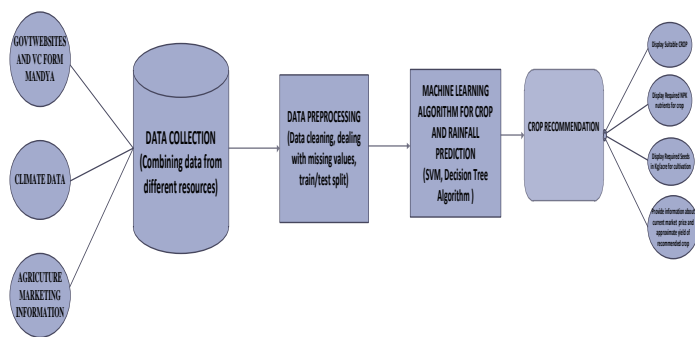 GOVTWEBSITES
AND VC FORM
MANDYA
CLIMATE DATA
AGRICUTURE
MARKETING
INFORMATION
DATA COLLECTION
(Combining data from
different resources)
DATA PREPROCESSING
(Data cleaning, dealing
with missing values,
train/test split)
MACHINE LEARNING
ALGORITHM FOR CROP
AND RAINFALL
PREDICTION
(SVM, Decision Tree
Algorithm )
CROP RECOMMENDATION
Display Suitable CROP
Display Required NPK
nutrients for crop
Display Required Seeds
in Kg/acre for cultivation
Provide information about
current market price and
approximate yield of
recommended crop